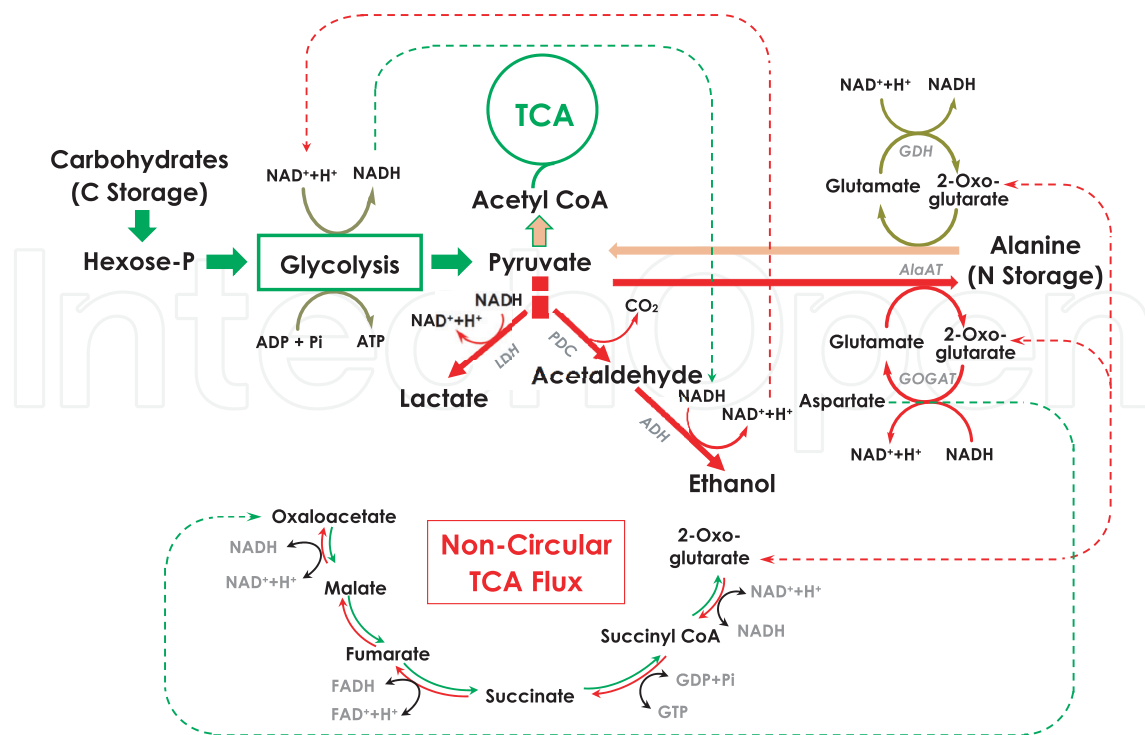 TCA
NAD⁺+H⁺
NADH
GDH
Carbohydrates
(C Storage)
NAD⁺+H⁺
NADH
Acetyl CoA
Glutamate
2-Oxo-
glutarate
Hexose-P
Glycolysis
Pyruvate
Alanine
(N Storage)
AlaAT
NADH
NAD⁺+H⁺
CO₂
ADP + Pi
ATP
LDH
PDC
Glutamate
2-Oxo-
glutarate
GOGAT
Lactate
Acetaldehyde
NADH
NAD⁺+H⁺
ADH
Aspartate
NAD⁺+H⁺
NADH
Ethanol
Oxaloacetate
NADH
NAD⁺+H⁺
Malate
Non-Circular
TCA Flux
2-Oxo-
glutarate
NAD⁺+H⁺
NADH
Succinyl CoA
Fumarate
FADH
FAD⁺+H⁺
Succinate
GDP+Pi
GTP
IntechOpen